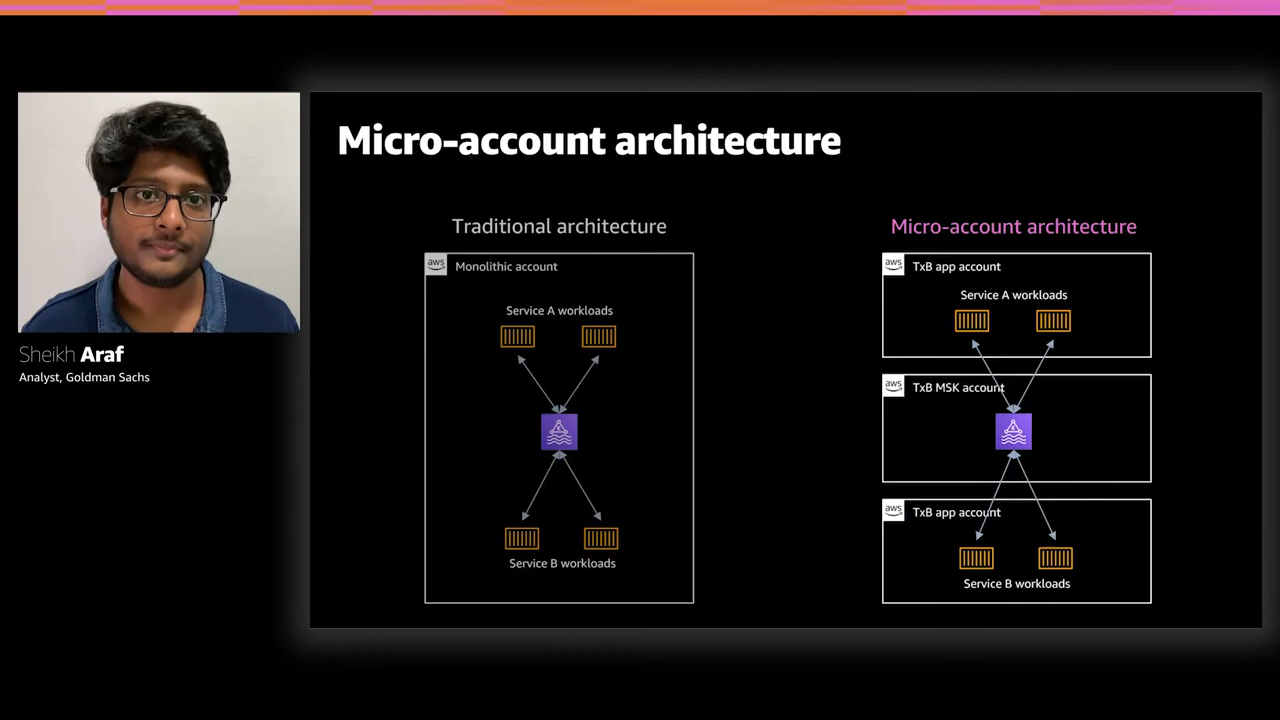 Micro-account architecture
Sheikh Araf
Analyst, Goldman Sachs
Traditional architecture
aws
Monolithic account
Service A workloads
Service B workloads
Micro-account architecture
aws
TxB app account
Service A workloads
aws
TxB MSK account
aws
TxB app account
Service B workloads